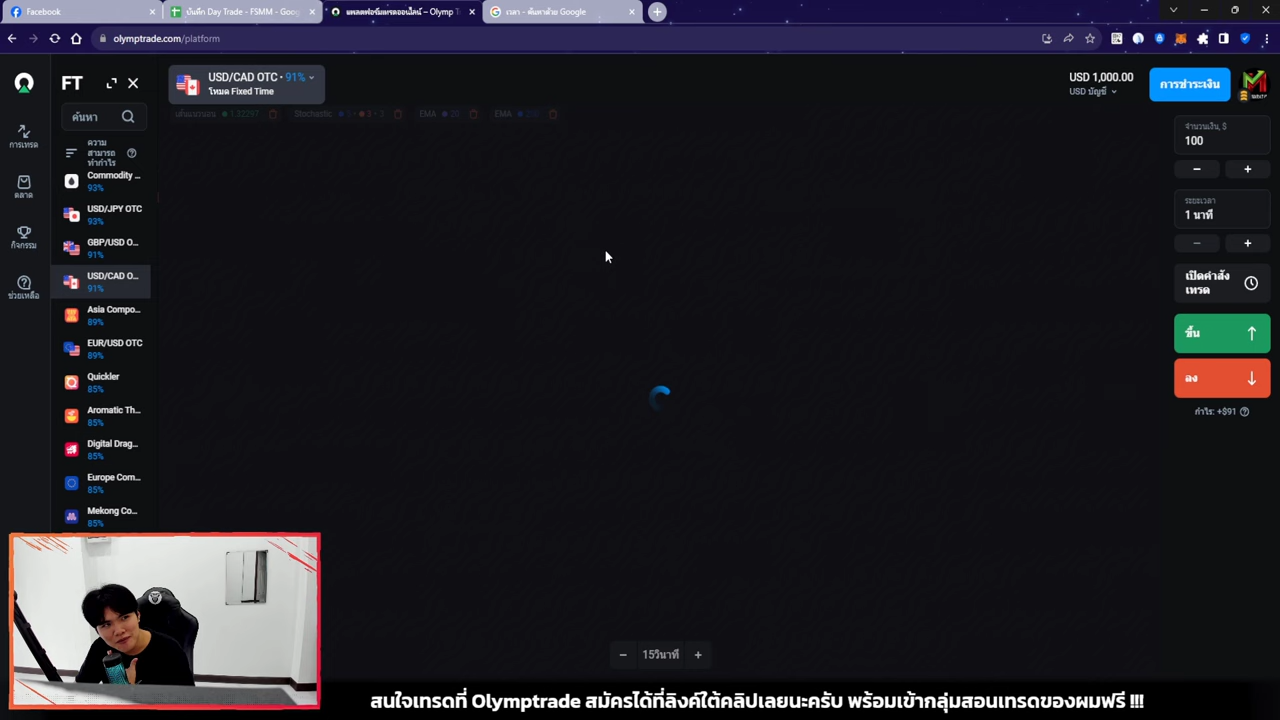 Facebook
บันทึก Day Trade - FSMM - Goog
แพลตฟอร์มเทรดออนไลน์ – Olymp T
เวลา - ค้นหาด้วย Google
olymptrade.com/platform
FT
USD/CAD OTC • 91%
โหมด Fixed Time
USD 1,000.00
USD บัญชี
การชำระเงิน
ค้นหา
เส้นแนวนอน 1.32297
Stochastic
EMA 20
EMA
การเทรด
ตลาด
กิจกรรม
ช่วยเหลือ
ความ
สามารถ
ทำกำไร
Commodity ...
93%
USD/JPY OTC
93%
GBP/USD O...
91%
USD/CAD O...
91%
Asia Compo...
89%
EUR/USD OTC
89%
Quickler
85%
Aromatic Th...
85%
Digital Drag...
85%
Europe Com...
85%
Mekong Co...
85%
จำนวนเงิน, $
100
ระยะเวลา
1 นาที
เปิดคำสั่ง
เทรด
ขึ้น
ลง
กำไร: +$91
15วินาที
สนใจเทรดที่ Olymptrade สมัครได้ที่ลิงค์ใต้คลิปเลยนะครับ พร้อมเข้ากลุ่มสอนเทรดของผมฟรี !!!